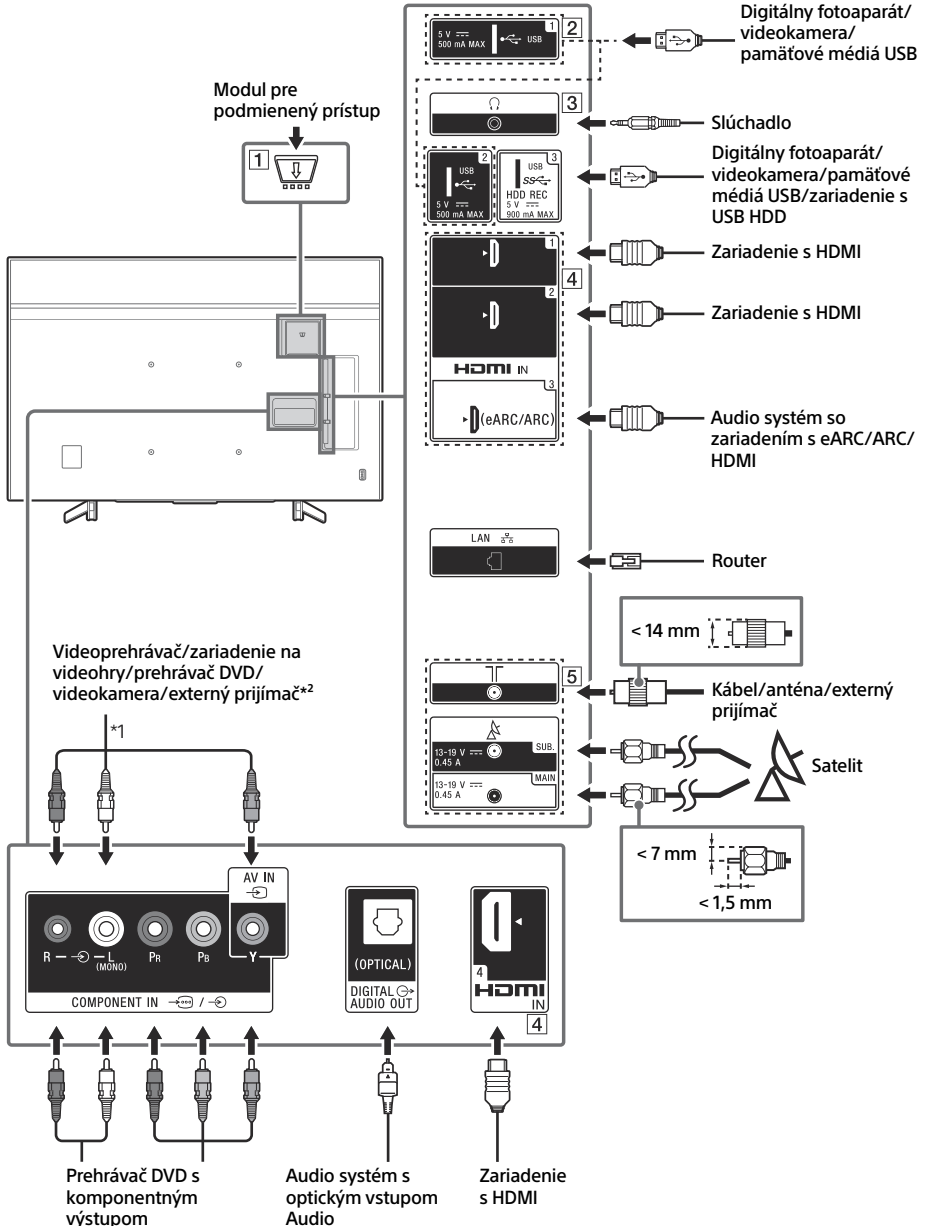 Digitálny fotoaparát/
videokamera/
pamäťové médiá USB
5 V
500 mA MAX
USB
1
2
Modul pre
podmienený prístup
1
3
Slúchadlo
Digitálny fotoaparát/
videokamera/pamäťové
médiá USB/zariadenie s
USB HDD
2
USB
5 V
500 mA MAX
3
USB
SS
HDD REC
5 V
900 mA MAX
1
Zariadenie s HDMI
4
2
Zariadenie s HDMI
HDMI IN
3
(eARC/ARC)
Audio systém so
zariadením s eARC/ARC/
HDMI
LAN
Router
< 14 mm
Videoprehrávač/zariadenie na
videohry/prehrávač DVD/
videokamera/externý prijímač*2
*1
5
Kábel/anténa/externý
prijímač
13-19 V
0.45 A
SUB.
13-19 V
0.45 A
MAIN
Satelit
< 7 mm
< 1,5 mm
AV IN
R
L
(MONO)
PR
PB
Y
COMPONENT IN /
(OPTICAL)
DIGITAL
AUDIO OUT
4
HDMI
IN
4
Prehrávač DVD s
komponentným
výstupom
Audio systém s
optickým vstupom
Audio
Zariadenie
s HDMI